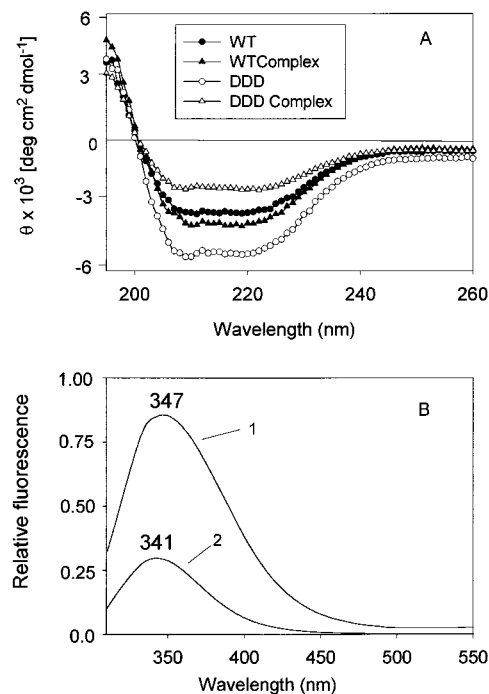 A
WT
WTComplex
DDD
DDD Complex
3
0
-3
-6
θ x 10³ [deg cm² dmol⁻¹]
200 220 240 260
Wavelength (nm)
B
1.00
0.75
0.50
0.25
0.0
Relative fluorescence
347
1
341
2
350 400 450 500 550
Wavelength (nm)